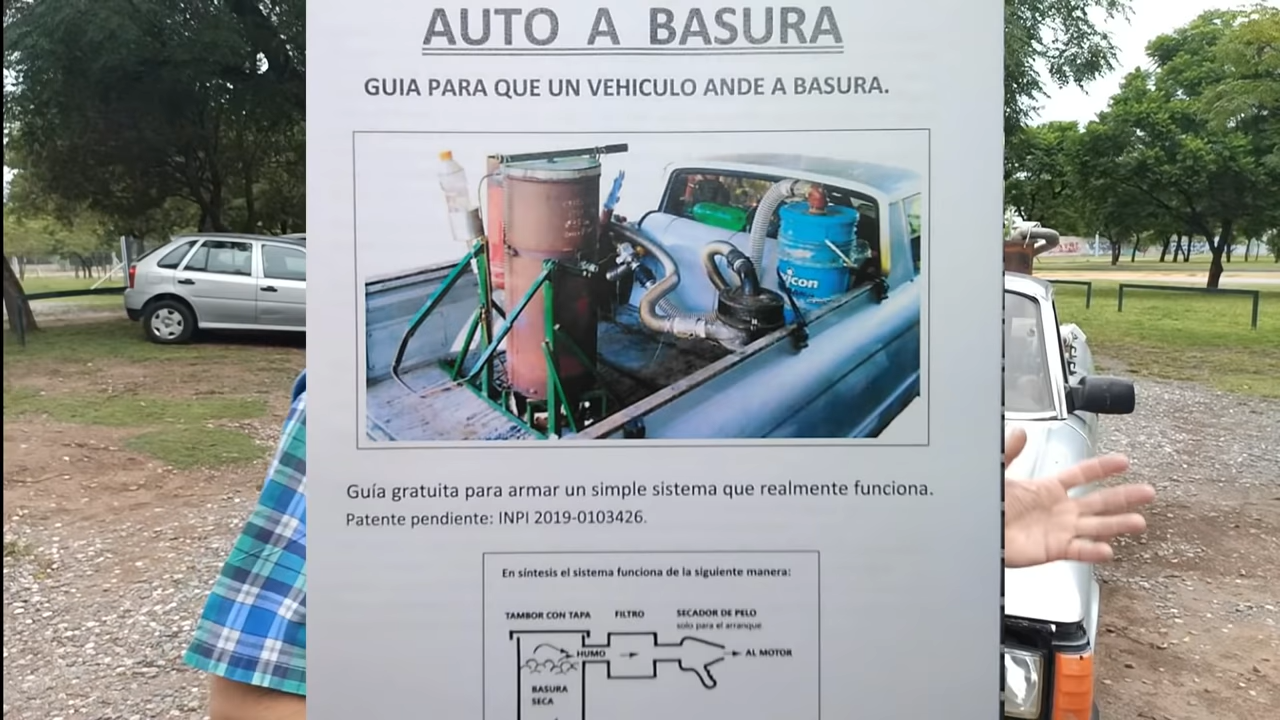 AUTO A BASURA
GUIA PARA QUE UN VEHICULO ANDE A BASURA.
Guía gratuita para armar un simple sistema que realmente funciona.
Patente pendiente: INPI 2019-0103426.
En síntesis el sistema funciona de la siguiente manera:
TAMBOR CON TAPA FILTRO SECADOR DE PELO
solo para el arranque
HUMO AL MOTOR
BASURA
SECA